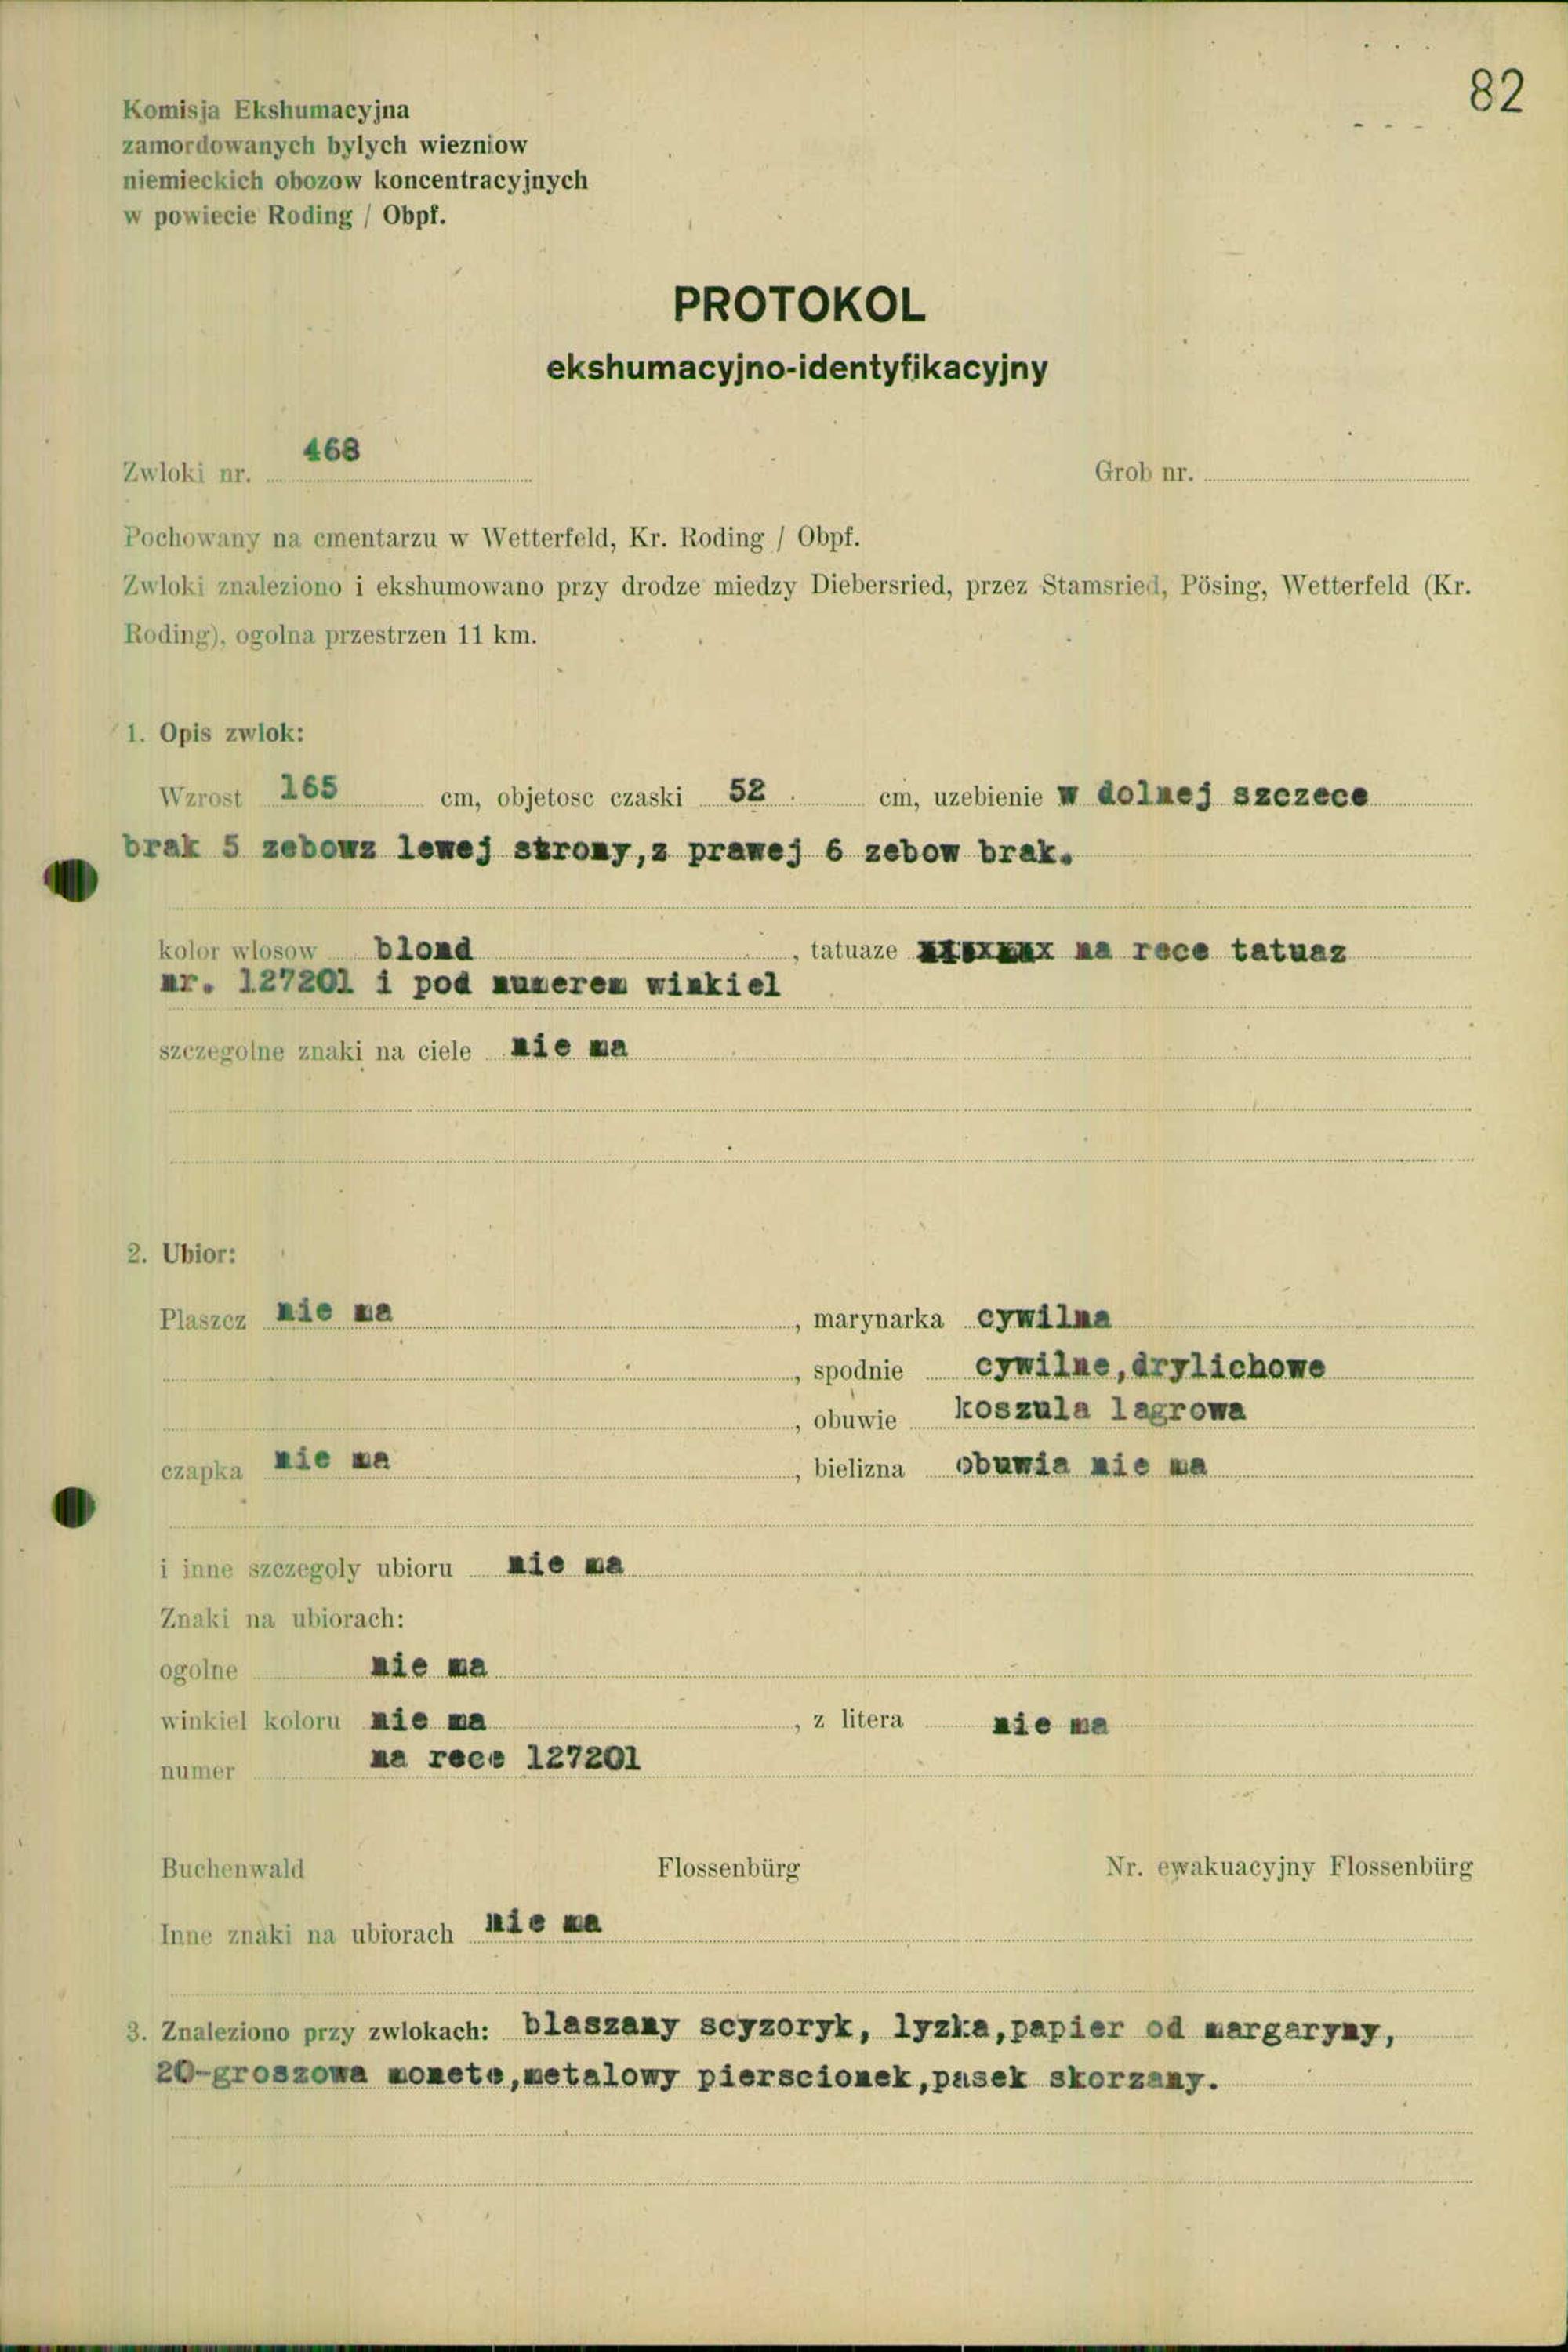 82
Komisja Ekshumacyjna
zamordowanych bylych wiezniow
niemieckich obozow koncentracyjnych
w powiecie Roding / Obpf.
PROTOKOL
ekshumacyjno-identyfikacyjny
Zwloki nr. 468 Grob nr.
Pochowany na cmentarzu w Wetterfeld, Kr. Roding / Obpf.
Zwloki znaleziono i ekshumowano przy drodze miedzy Diebersried, przez Stamsried, Pösing, Wetterfeld (Kr.
Roding), ogolna przestrzen 11 km.
1. Opis zwlok:
Wzrost 165 cm, objetosc czaski 52 cm, uzebienie w dolnej szczece
brak 5 zebowz lewej strony,z prawej 6 zebow brak.
kolor wlosow blond , tatuaze na rece tatuaz
nr. 127201 i pod numerem winkiel
szczegolne znaki na ciele nie ma
2. Ubior:
Plaszcz nie ma , marynarka cywilna
, spodnie cywilne,drylichowe
, obuwie koszula lagrowa
czapka nie ma , bielizna obuwia nie ma
i inne szczegoly ubioru nie ma
Znaki na ubiorach:
ogolne nie ma
winkiel koloru nie ma , z litera nie ma
numer na rece 127201
Buchenwald Flossenbürg Nr. ewakuacyjny Flossenbürg
Inne znaki na ubiorach nie ma
3. Znaleziono przy zwlokach: blaszany scyzoryk, lyzka,papier od margaryny,
20-groszowa monete,metalowy pierscionek,pasek skorzany.